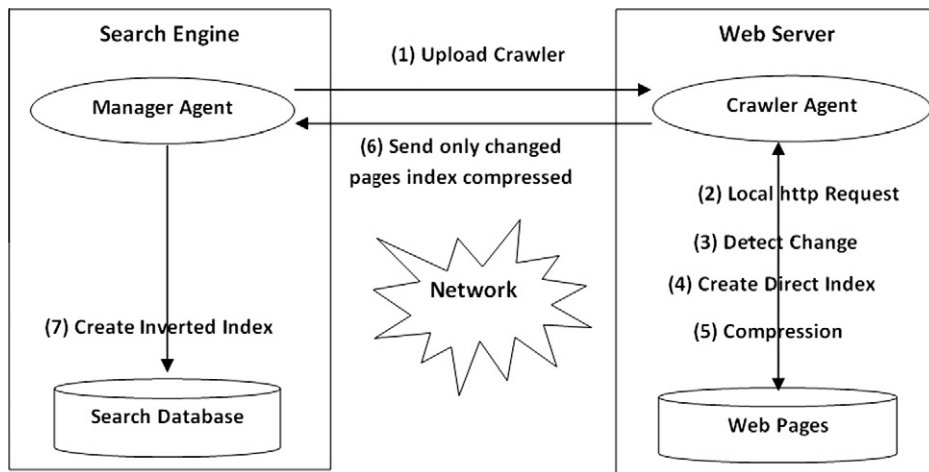 Search Engine
Web Server
(1) Upload Crawler
Manager Agent
Crawler Agent
(6) Send only changed
pages index compressed
(2) Local http Request
(3) Detect Change
(4) Create Direct Index
(5) Compression
Network
(7) Create Inverted Index
Search Database
Web Pages